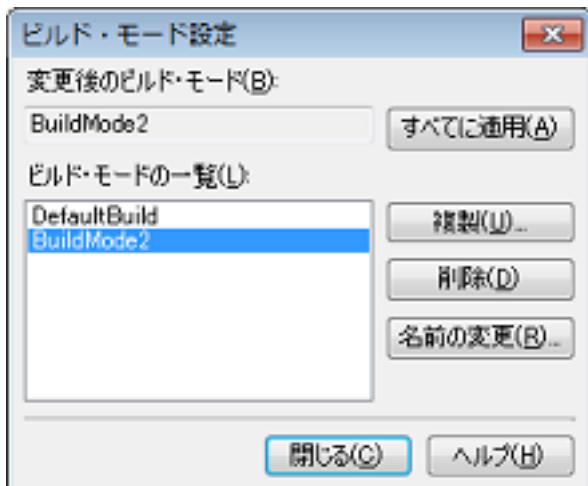 ビルド・モード設定
変更後のビルド・モード(B):
BuildMode2
すべてに適用(A)
ビルド・モードの一覧(L):
DefaultBuild
BuildMode2
複製(U)...
削除(D)
名前の変更(R)...
閉じる(C)
ヘルプ(H)